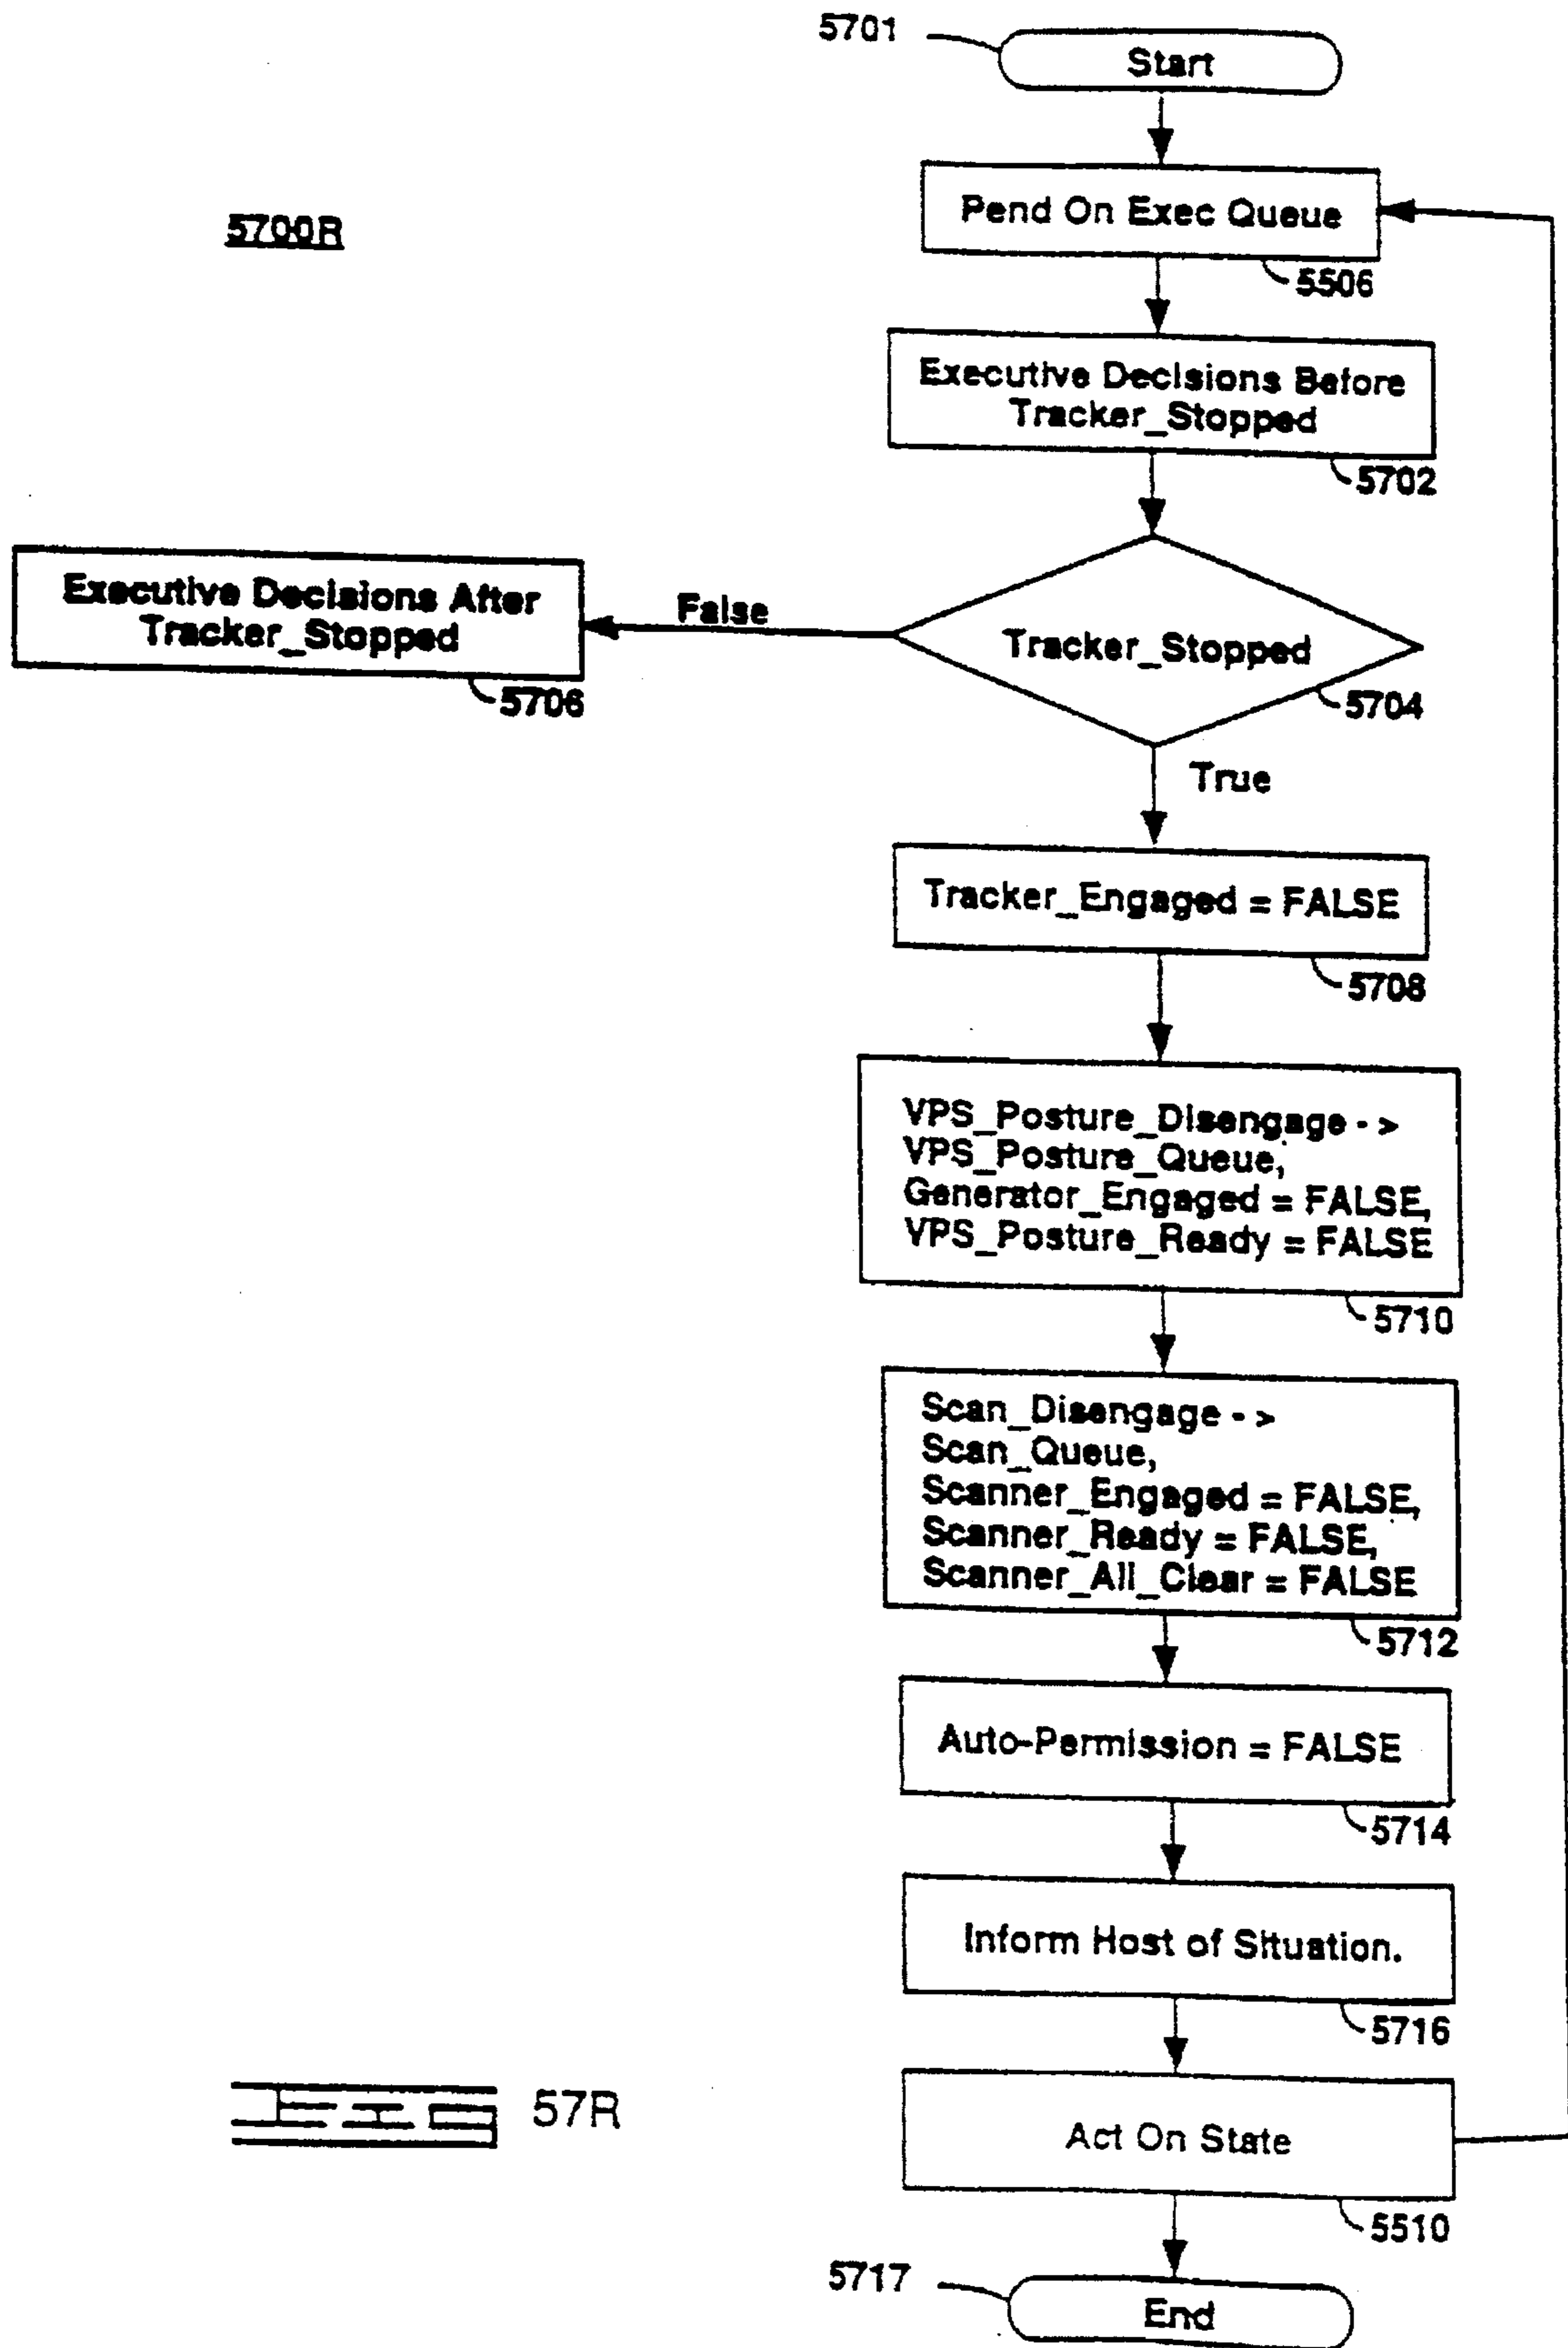 5701
Start
5700R
Pend On Exec Queue
5506
Executive Decisions Before
Tracker_Stopped
5702
Executive Decisions After
Tracker_Stopped
5706
False
Tracker_Stopped
5704
True
Tracker_Engaged = FALSE
5708
VPS_Posture_Disengage - >
VPS_Posture_Queue,
Generator_Engaged = FALSE,
VPS_Posture_Ready = FALSE
5710
Scan_Disengage - >
Scan_Queue,
Scanner_Engaged = FALSE,
Scanner_Ready = FALSE,
Scanner_All_Clear = FALSE
5712
Auto-Permission = FALSE
5714
Inform Host of Situation.
5716
57R
Act On State
5510
5717
End